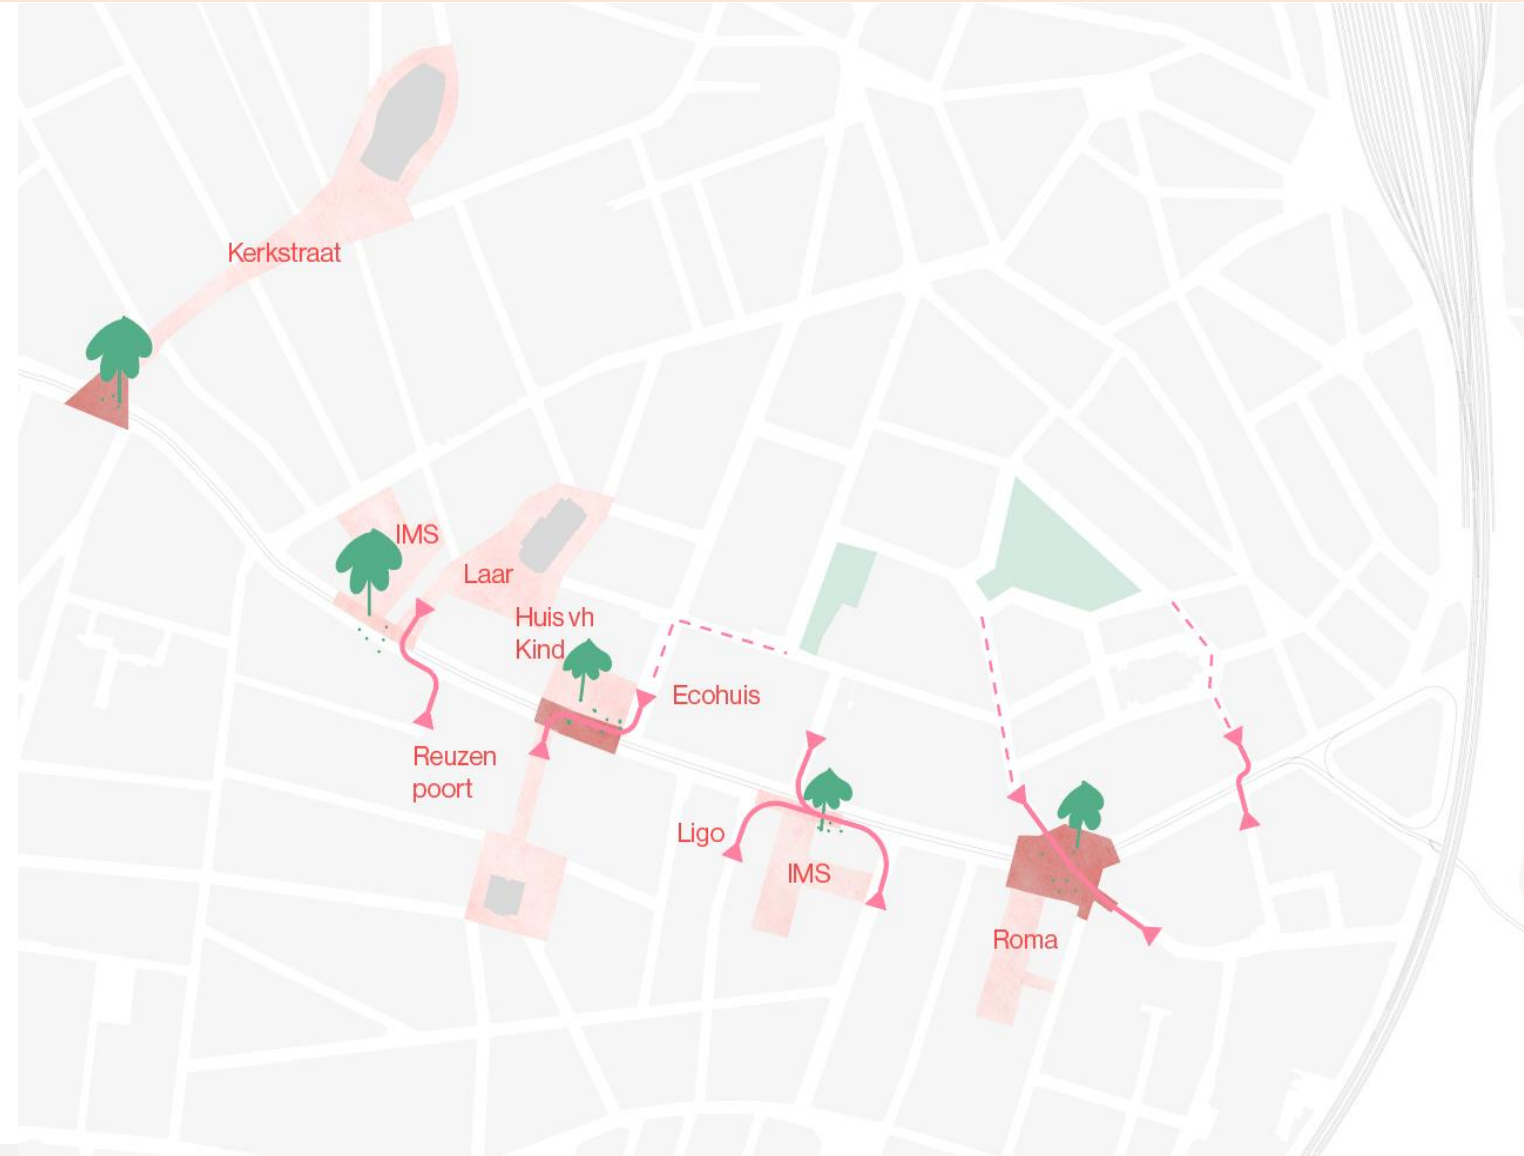 Kerkstraat
IMS
Laar
Huis vh
Kind
Ecohuis
Reuzen
poort
Ligo
IMS
Roma